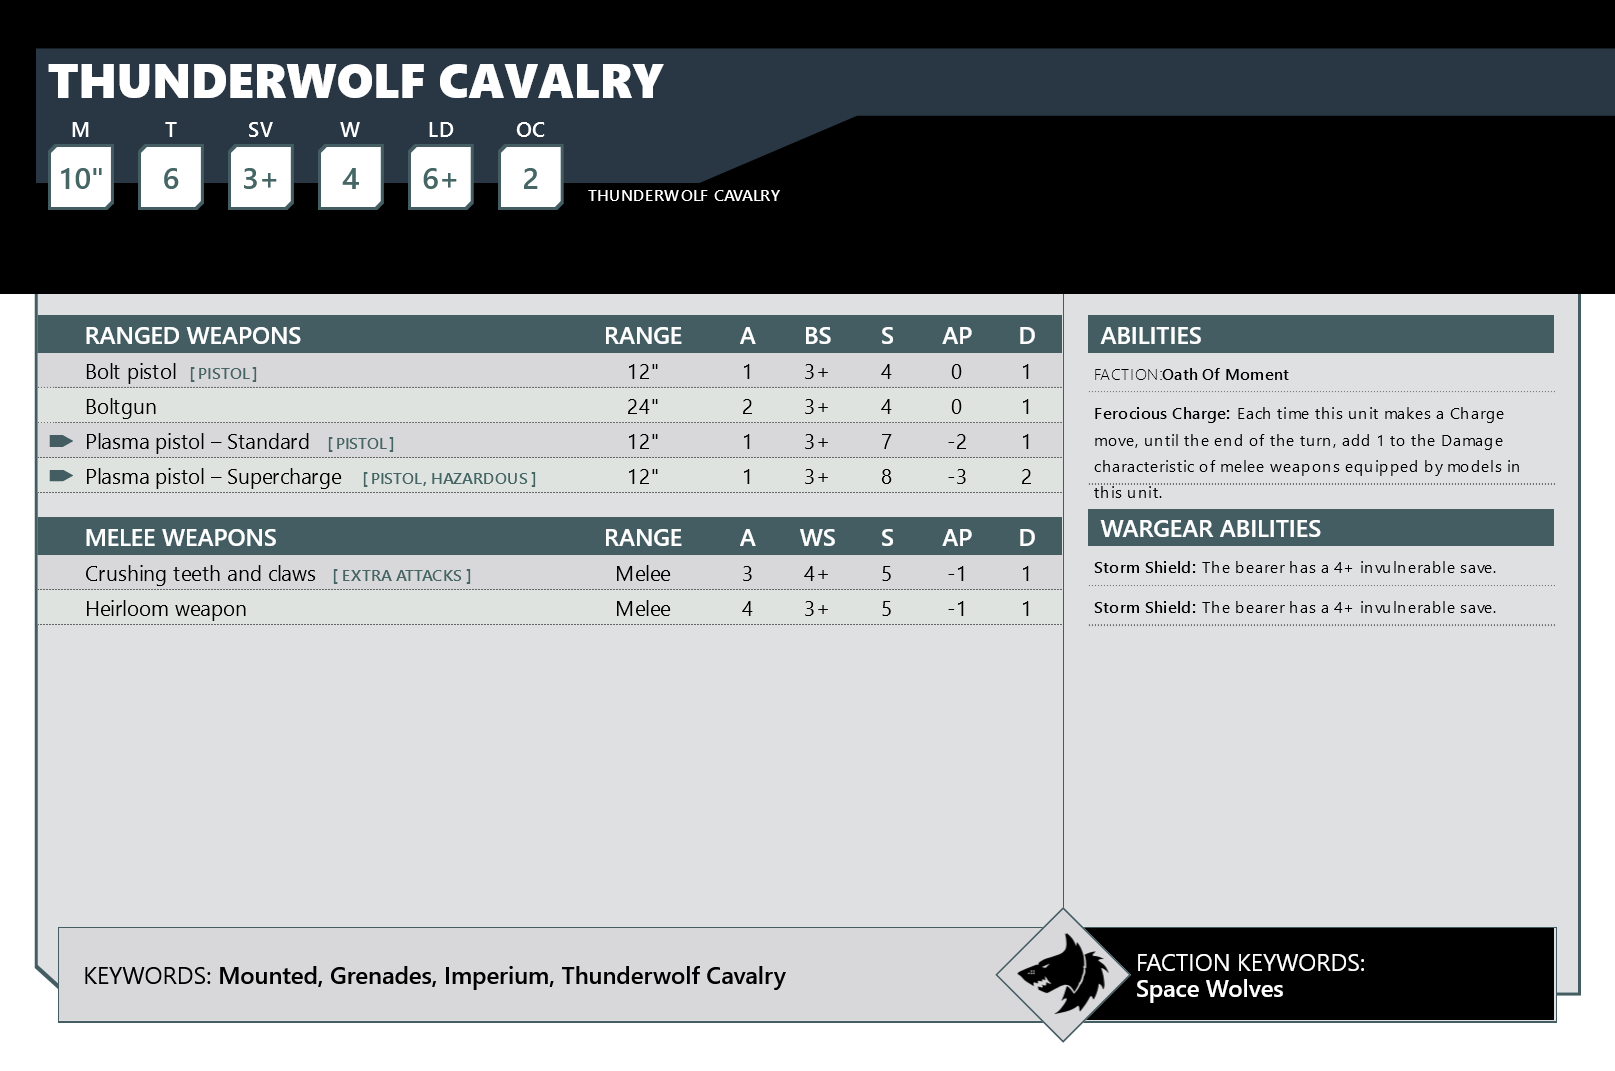 THUNDERWOLF CAVALRY
M T SV W LD OC
10" 6 3+ 4 6+ 2
THUNDERWOLF CAVALRY
RANGED WEAPONS RANGE A BS S AP D
Bolt pistol [PISTOL] 12" 1 3+ 4 0 1
Boltgun 24" 2 3+ 4 0 1
Plasma pistol – Standard [PISTOL] 12" 1 3+ 7 -2 1
Plasma pistol – Supercharge [PISTOL, HAZARDOUS] 12" 1 3+ 8 -3 2
MELEE WEAPONS RANGE A WS S AP D
Crushing teeth and claws [EXTRA ATTACKS] Melee 3 4+ 5 -1 1
Heirloom weapon Melee 4 3+ 5 -1 1
ABILITIES
FACTION:Oath Of Moment
Ferocious Charge: Each time this unit makes a Charge
move, until the end of the turn, add 1 to the Damage
characteristic of melee weapons equipped by models in
this unit.
WARGEAR ABILITIES
Storm Shield: The bearer has a 4+ invulnerable save.
Storm Shield: The bearer has a 4+ invulnerable save.
KEYWORDS: Mounted, Grenades, Imperium, Thunderwolf Cavalry
FACTION KEYWORDS:
Space Wolves